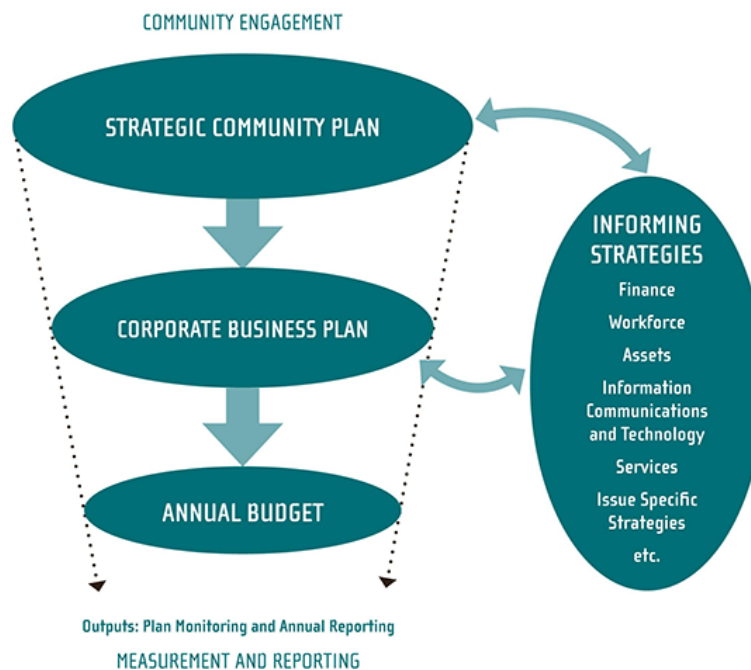 COMMUNITY ENGAGEMENT
STRATEGIC COMMUNITY PLAN
CORPORATE BUSINESS PLAN
ANNUAL BUDGET
INFORMING
STRATEGIES
Finance
Workforce
Assets
Information
Communications
and Technology
Services
Issue Specific
Strategies
etc.
Outputs: Plan Monitoring and Annual Reporting
MEASUREMENT AND REPORTING